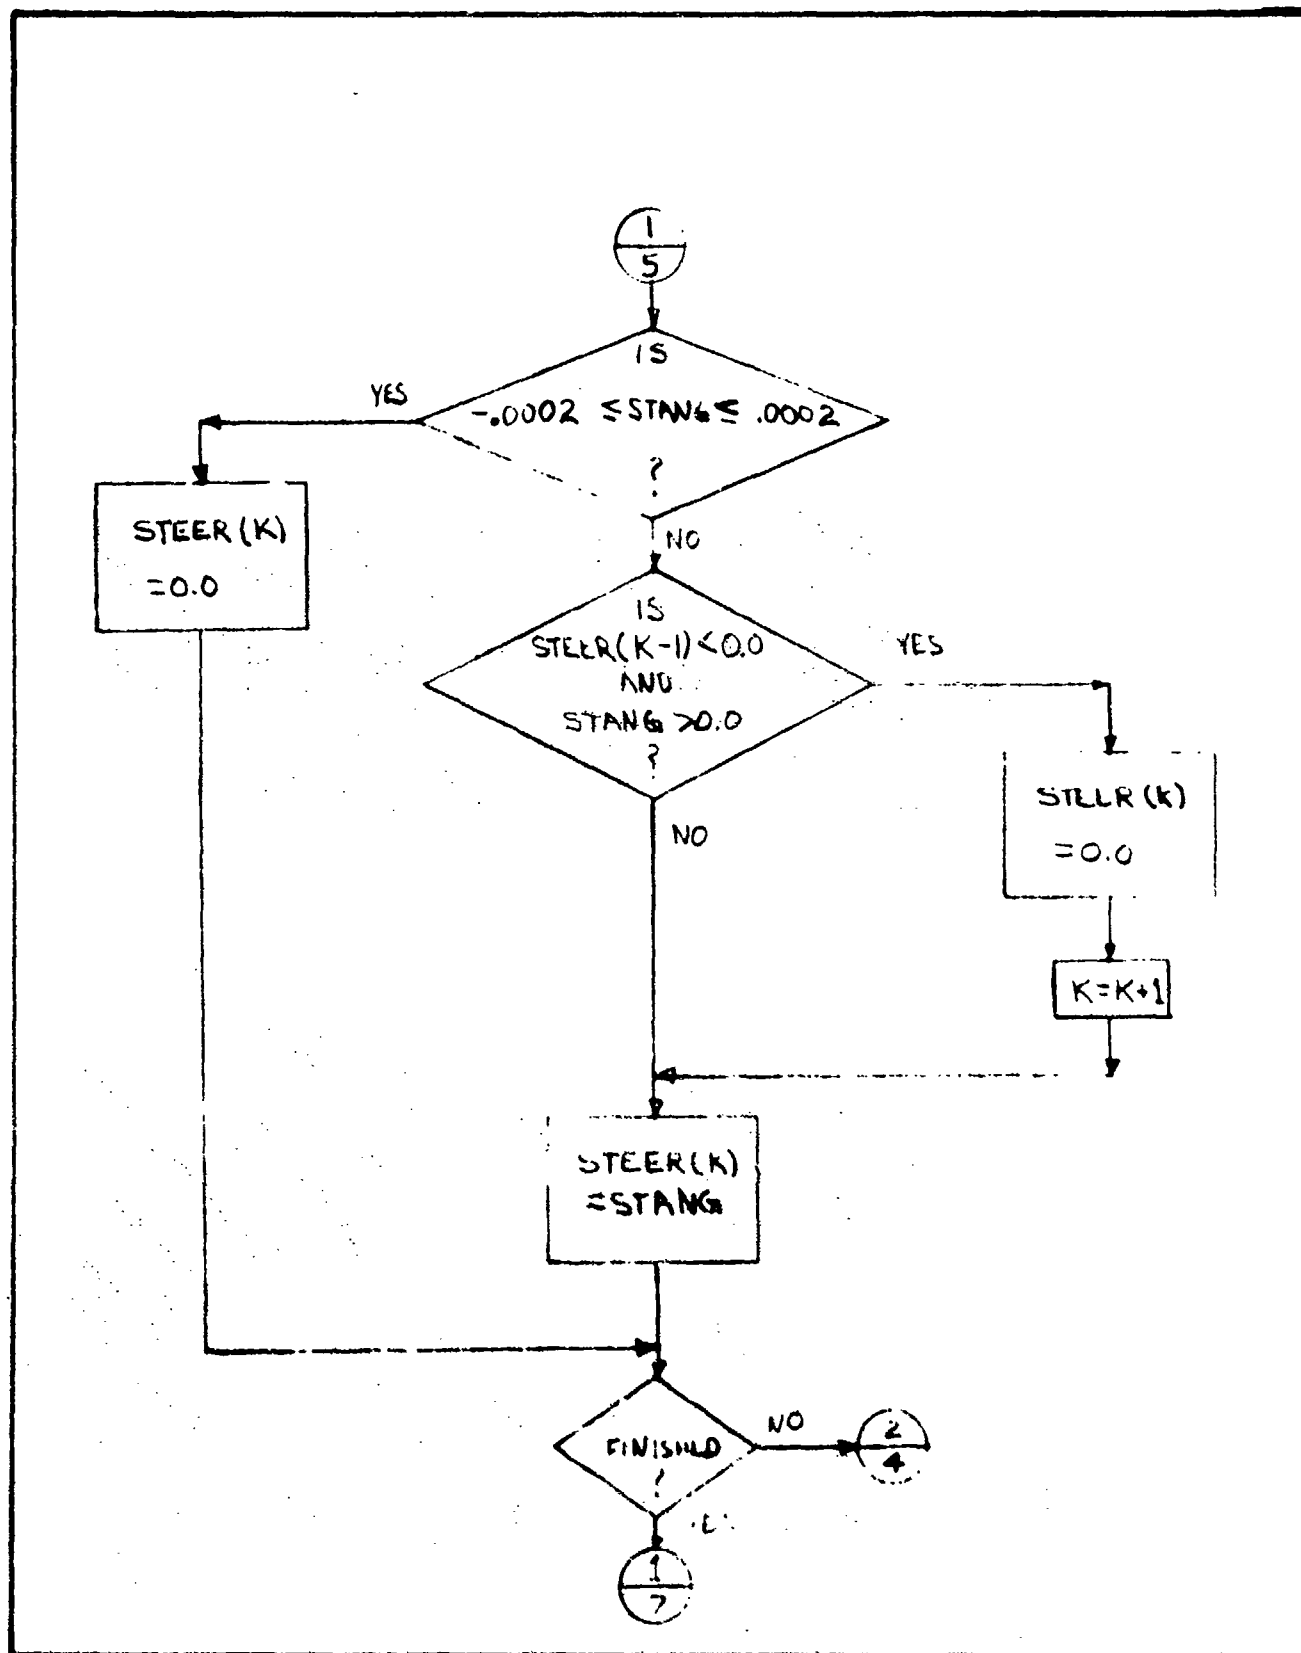 1
5
IS
-.0002 ≤ STANG ≤ .0002
?
YES
NO
STEER (K)
=0.0
IS
STEER(K-1)<0.0
AND
STANG >0.0
?
YES
NO
STEER (K)
=0.0
K=K+1
STEER(K)
=STANG
FINISHED
?
NO
2
4
1
7